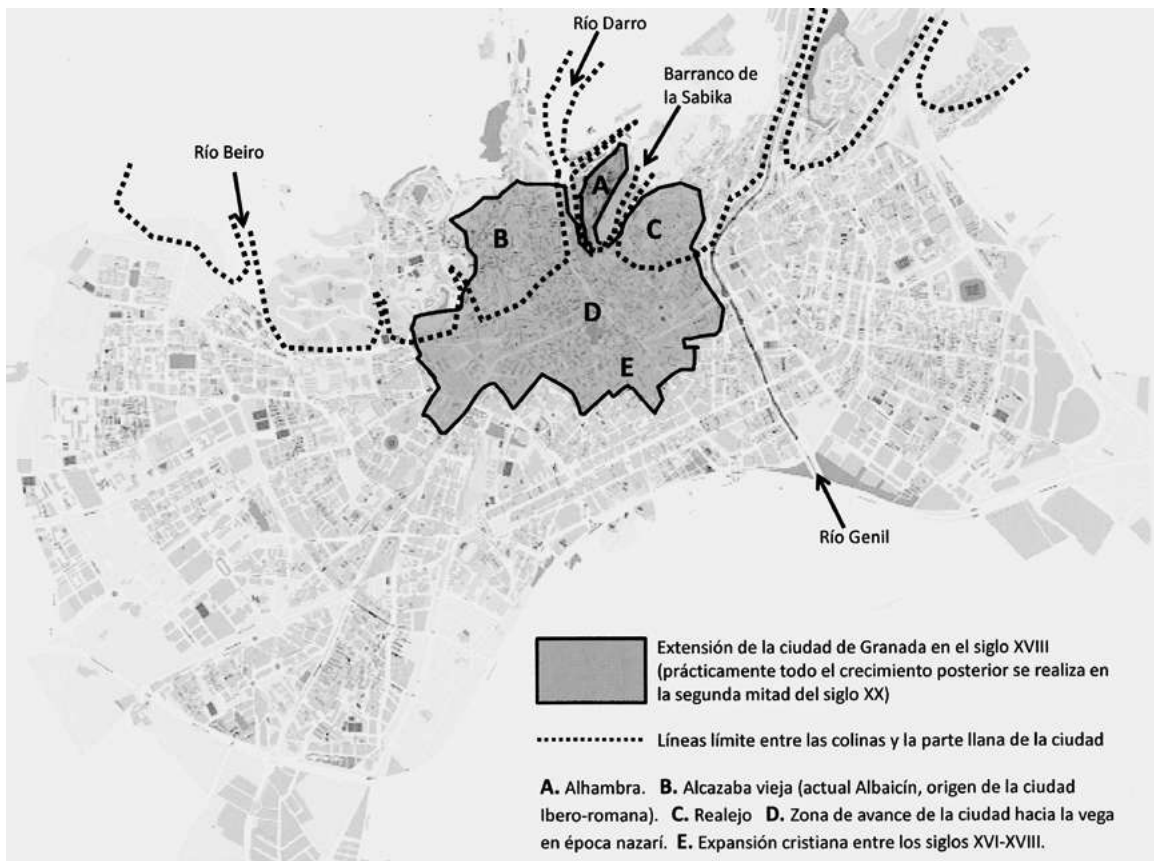 Río Darro
Barranco de
la Sabika
Río Beiro
A
B
C
D
E
Río Genil
Extensión de la ciudad de Granada en el siglo XVIII
(prácticamente todo el crecimiento posterior se realiza en
la segunda mitad del siglo XX)
Líneas límite entre las colinas y la parte llana de la ciudad
A. Alhambra. B. Alcazaba vieja (actual Albaicín, origen de la ciudad
Ibero-romana). C. Realejo D. Zona de avance de la ciudad hacia la vega
en época nazarí. E. Expansión cristiana entre los siglos XVI-XVIII.